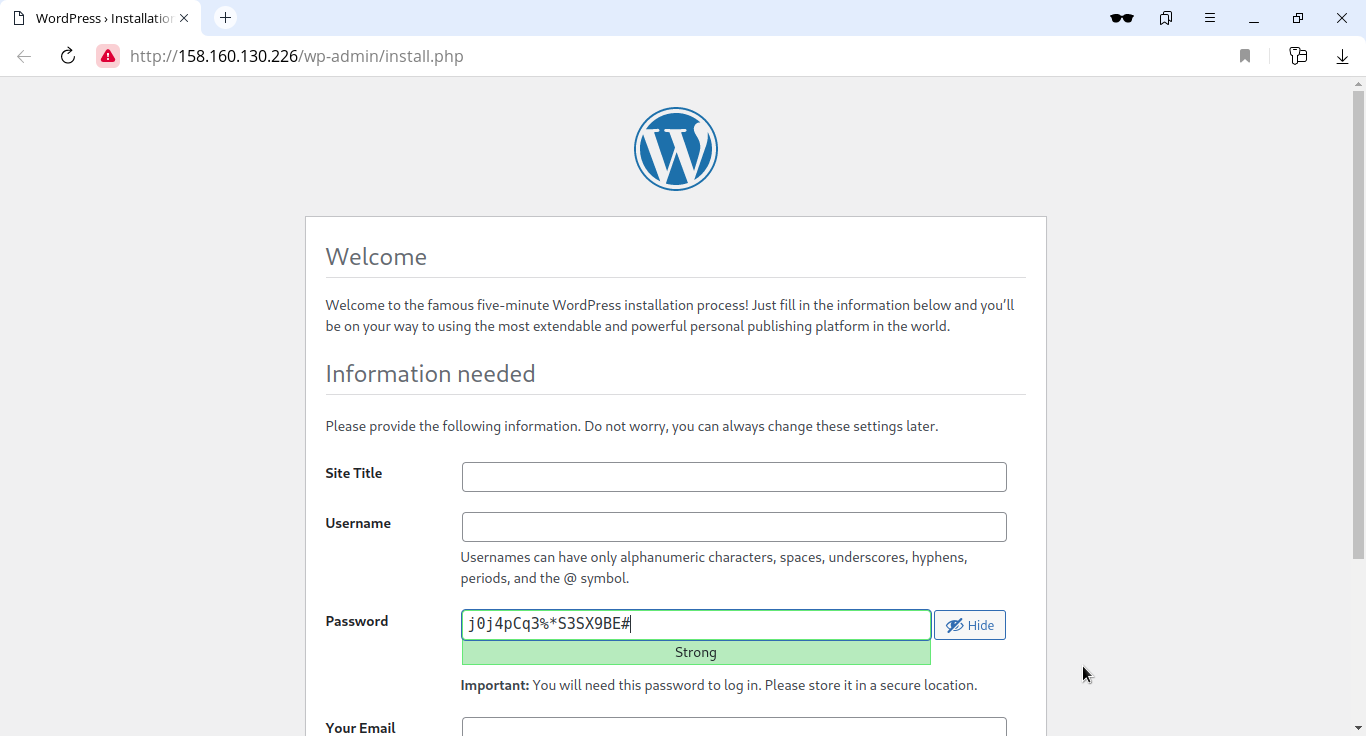 WordPress › Installatio
http://158.160.130.226/wp-admin/install.php
Welcome
Welcome to the famous five-minute WordPress installation process! Just fill in the information below and you’ll
be on your way to using the most extendable and powerful personal publishing platform in the world.
Information needed
Please provide the following information. Do not worry, you can always change these settings later.
Site Title
Username
Usernames can have only alphanumeric characters, spaces, underscores, hyphens,
periods, and the @ symbol.
Password
j0j4pCq3%*S3SX9BE#
Hide
Strong
Important: You will need this password to log in. Please store it in a secure location.
Your Email